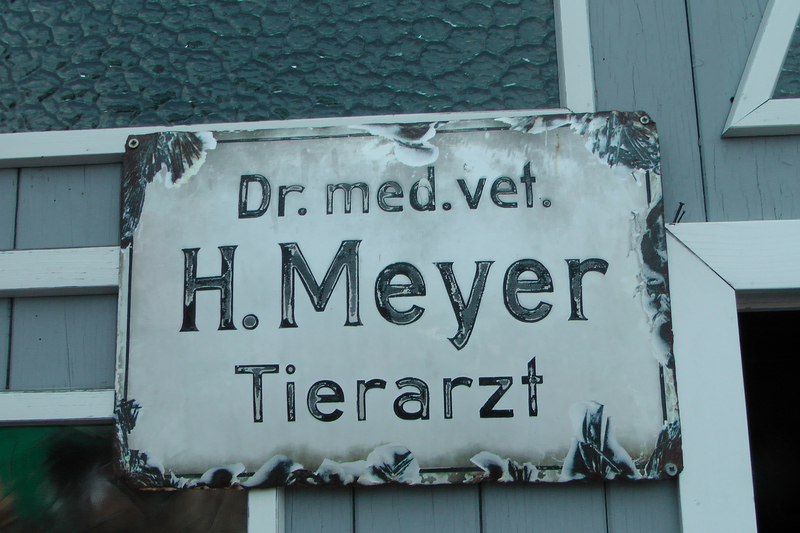 Dr. med. vet.
H. Meyer
Tierarzt